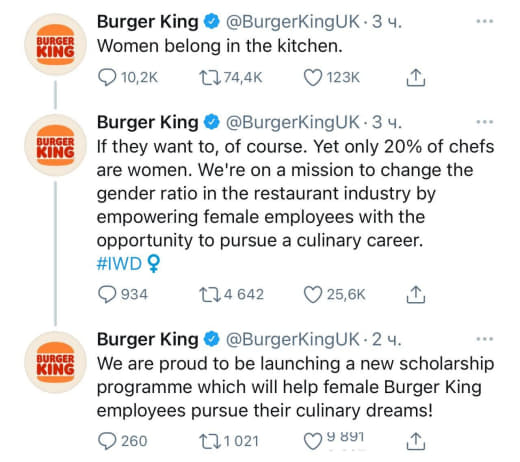 BURGER
KING
Burger King @BurgerKingUK · 3 ч.
Women belong in the kitchen.
10,2K 74,4K 123K
BURGER
KING
Burger King @BurgerKingUK · 3 ч.
If they want to, of course. Yet only 20% of chefs
are women. We're on a mission to change the
gender ratio in the restaurant industry by
empowering female employees with the
opportunity to pursue a culinary career.
#IWD
934 4 642 25,6K
BURGER
KING
Burger King @BurgerKingUK · 2 ч.
We are proud to be launching a new scholarship
programme which will help female Burger King
employees pursue their culinary dreams!
260 1 021 9 891